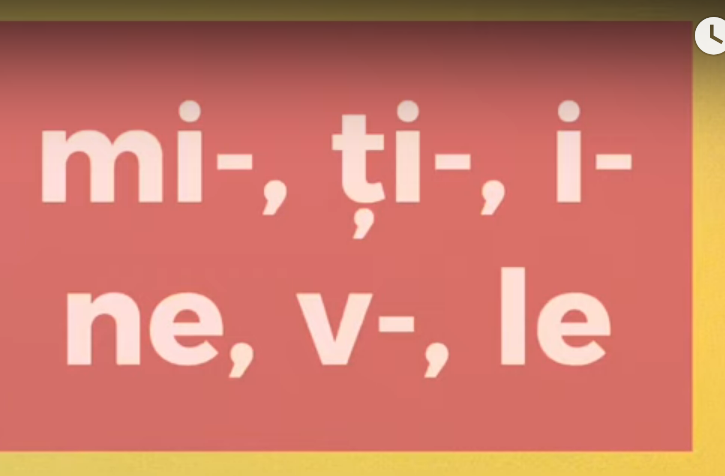 mi-, ți-, i-
ne, v-, le